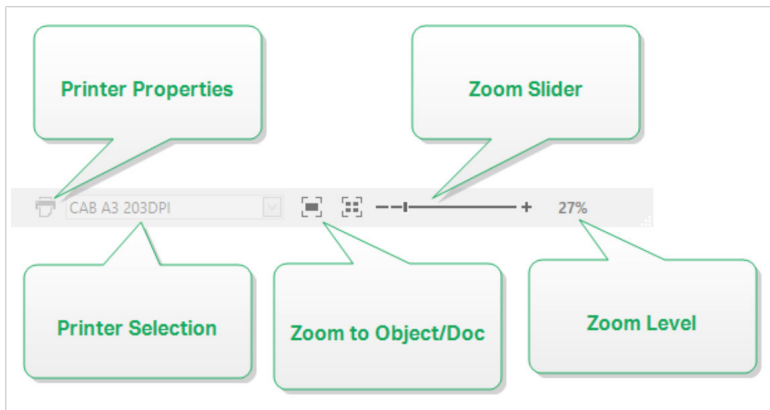 Printer Properties
Zoom Slider
CAB A3 203DPI
27%
Printer Selection
Zoom to Object/Doc
Zoom Level